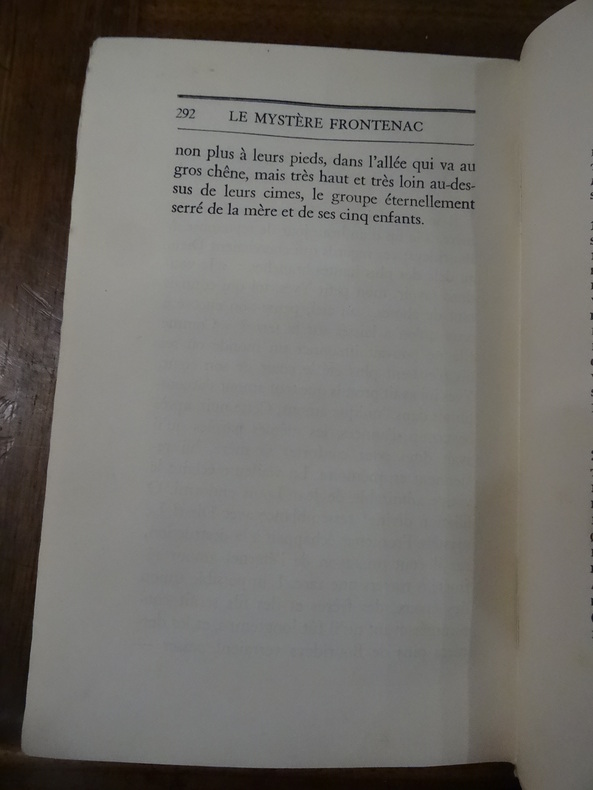 292 LE MYSTÈRE FRONTENAC
non plus à leurs pieds, dans l'allée qui va au
gros chêne, mais très haut et très loin au-des-
sus de leurs cimes, le groupe éternellement
serré de la mère et de ses cinq enfants.